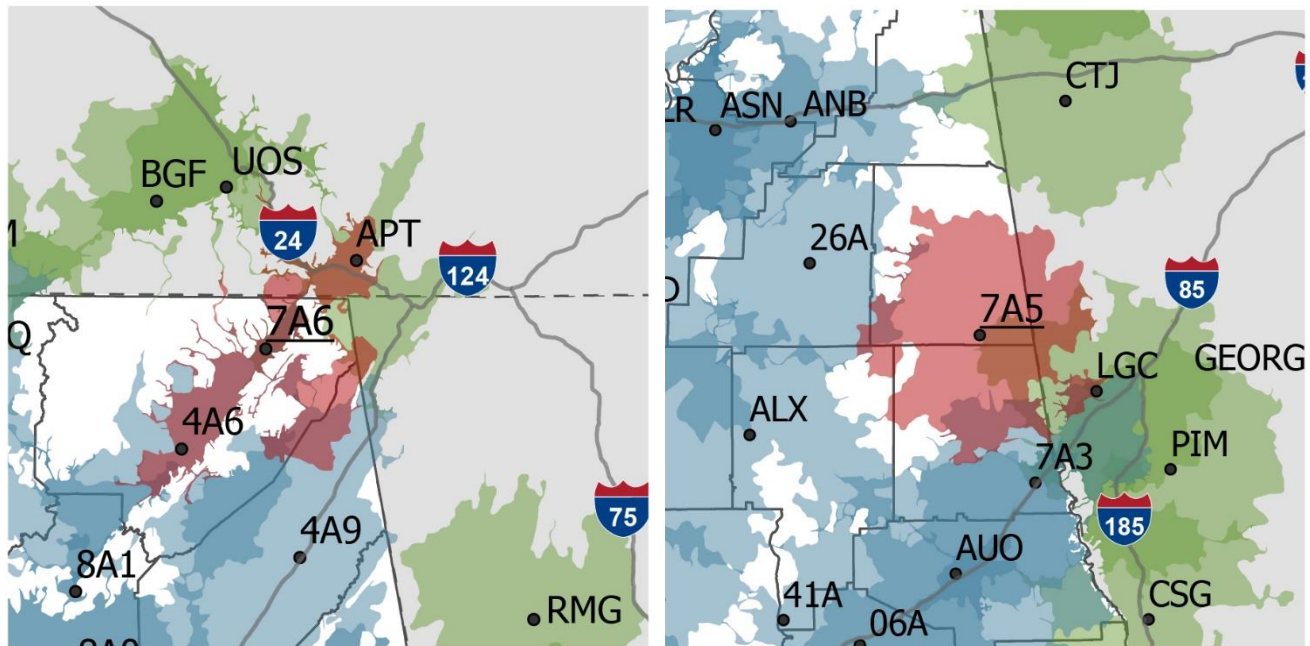 BGF
UOS
M
24
APT
124
7A6
Q
4A6
75
4A9
8A1
RMG
CTJ
LR
ASN
ANB
26A
85
7A5
LGC
GEORG
ALX
7A3
PIM
185
AUO
41A
06A
CSG